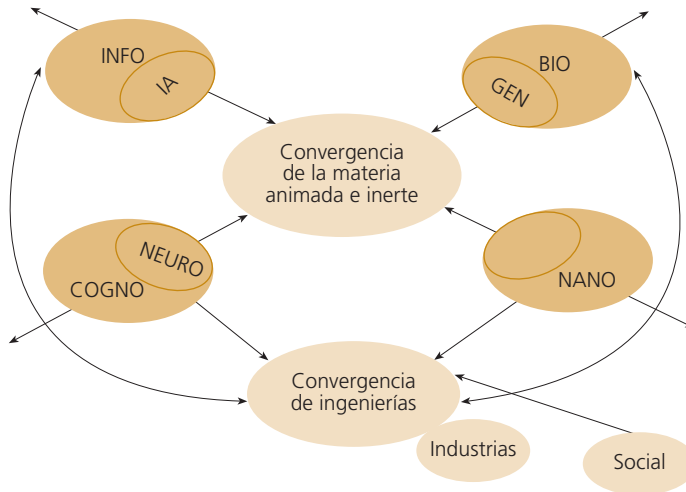 INFO
IA
BIO
GEN
Convergencia
de la materia
animada e inerte
NEURO
COGNO
NANO
Convergencia
de ingenierías
Industrias
Social